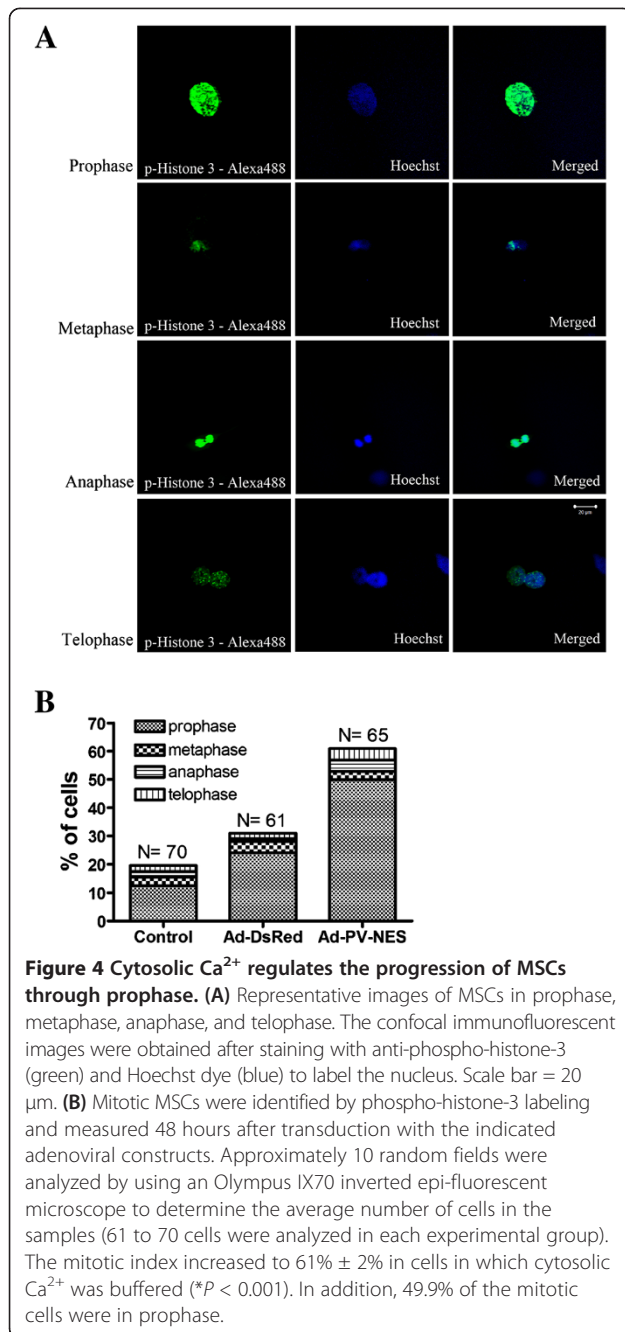 A
Prophase
p-Histone 3 - Alexa488
Hoechst
Merged
Metaphase
p-Histone 3 - Alexa488
Hoechst
Merged
Anaphase
p-Histone 3 - Alexa488
Hoechst
Merged
20 µm
Telophase
p-Histone 3 - Alexa488
Hoechst
Merged
B
% of cells
70
60
50
40
30
20
10
0
prophase
metaphase
anaphase
telophase
N= 70
N= 61
N= 65
Control
Ad-DsRed
Ad-PV-NES
Figure 4 Cytosolic Ca²⁺ regulates the progression of MSCs
through prophase. (A) Representative images of MSCs in prophase,
metaphase, anaphase, and telophase. The confocal immunofluorescent
images were obtained after staining with anti-phospho-histone-3
(green) and Hoechst dye (blue) to label the nucleus. Scale bar = 20
µm. (B) Mitotic MSCs were identified by phospho-histone-3 labeling
and measured 48 hours after transduction with the indicated
adenoviral constructs. Approximately 10 random fields were
analyzed by using an Olympus IX70 inverted epi-fluorescent
microscope to determine the average number of cells in the
samples (61 to 70 cells were analyzed in each experimental group).
The mitotic index increased to 61% ± 2% in cells in which cytosolic
Ca²⁺ was buffered (*P < 0.001). In addition, 49.9% of the mitotic
cells were in prophase.